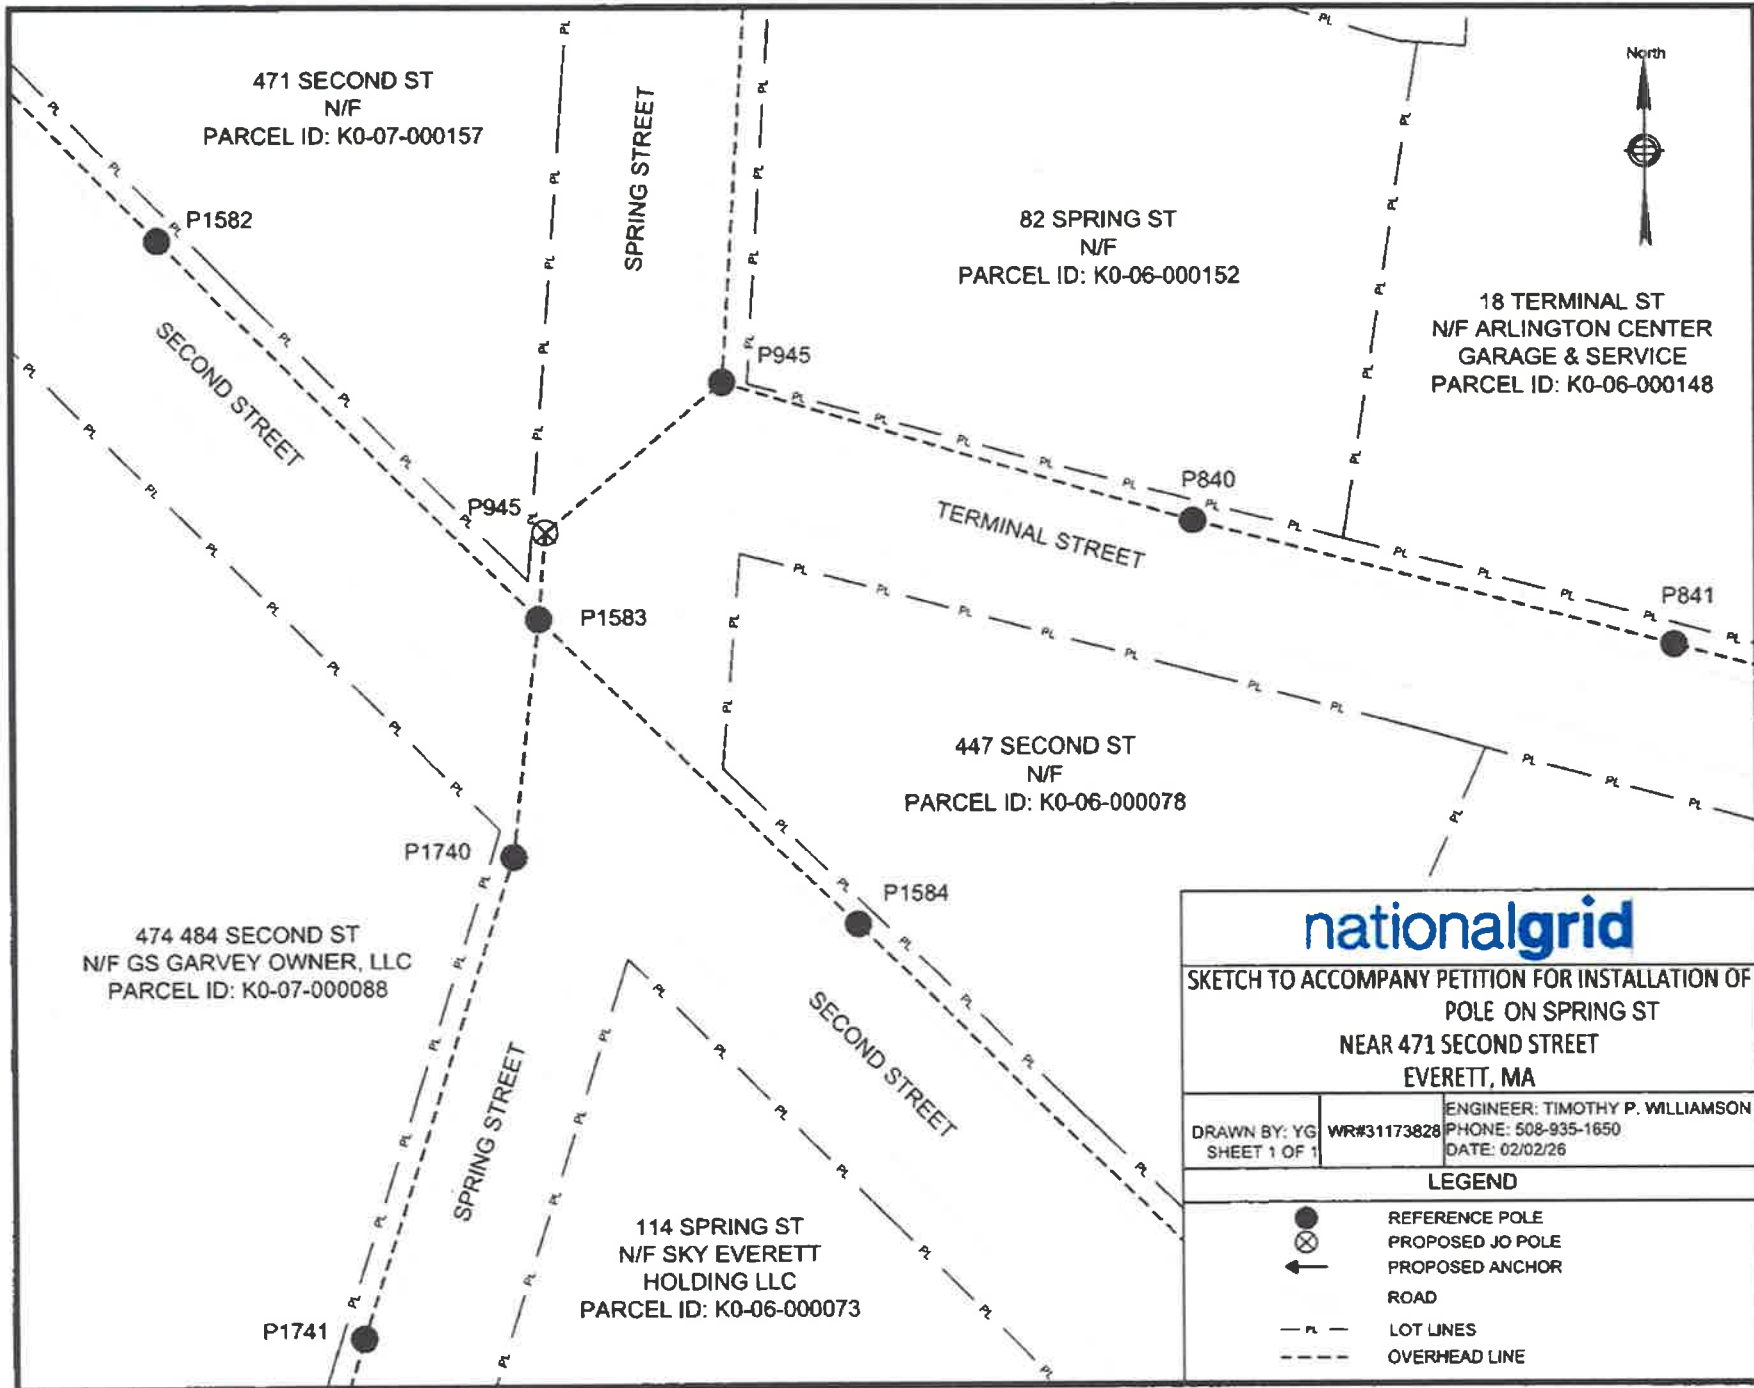 North
471 SECOND ST
N/F
PARCEL ID: K0-07-000157
SPRING STREET
P1582
82 SPRING ST
N/F
PARCEL ID: K0-06-000152
18 TERMINAL ST
N/F ARLINGTON CENTER
GARAGE & SERVICE
PARCEL ID: K0-06-000148
SECOND STREET
P945
P840
P945
TERMINAL STREET
P841
P1583
447 SECOND ST
N/F
PARCEL ID: K0-06-000078
P1740
P1584
474 484 SECOND ST
N/F GS GARVEY OWNER, LLC
PARCEL ID: K0-07-000088
SECOND STREET
SPRING STREET
114 SPRING ST
N/F SKY EVERETT
HOLDING LLC
PARCEL ID: K0-06-000073
P1741
nationalgrid
SKETCH TO ACCOMPANY PETITION FOR INSTALLATION OF
POLE ON SPRING ST
NEAR 471 SECOND STREET
EVERETT, MA
DRAWN BY: YG
SHEET 1 OF 1
WR#31173828
ENGINEER: TIMOTHY P. WILLIAMSON
PHONE: 508-935-1650
DATE: 02/02/26
LEGEND
REFERENCE POLE
PROPOSED JO POLE
PROPOSED ANCHOR
ROAD
PL LOT LINES
OVERHEAD LINE